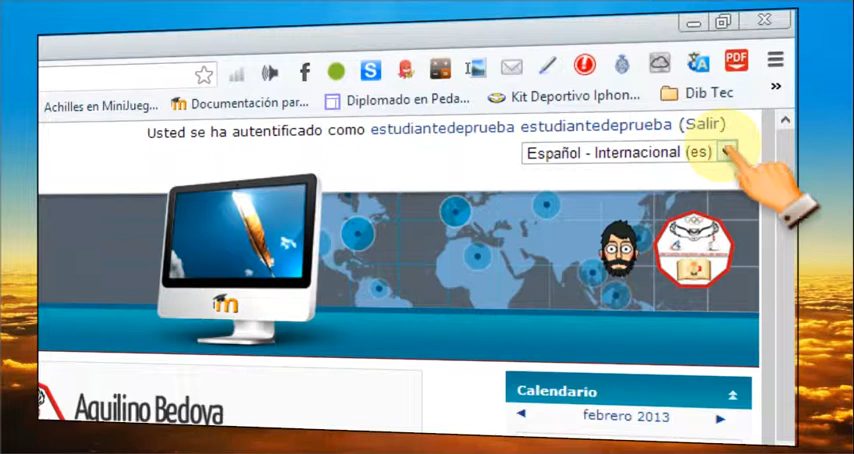 PDF
Achilles en MiniJueg...
Documentación par...
Diplomado en Peda...
Kit Deportivo Iphon...
Dib Tec
»
Usted se ha autentificado como estudiantedeprueba estudiantedeprueba (Salir)
Español - Internacional (es)
Aquilino Bedoya
Calendario
febrero 2013